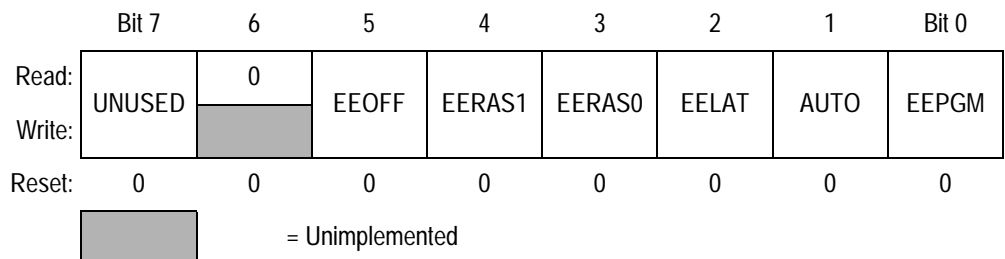 Bit 7 6 5 4 3 2 1 Bit 0
Read: UNUSED 0 EEOFF EERAS1 EERAS0 EELAT AUTO EEPGM
Write:
Reset: 0 0 0 0 0 0 0 0
= Unimplemented